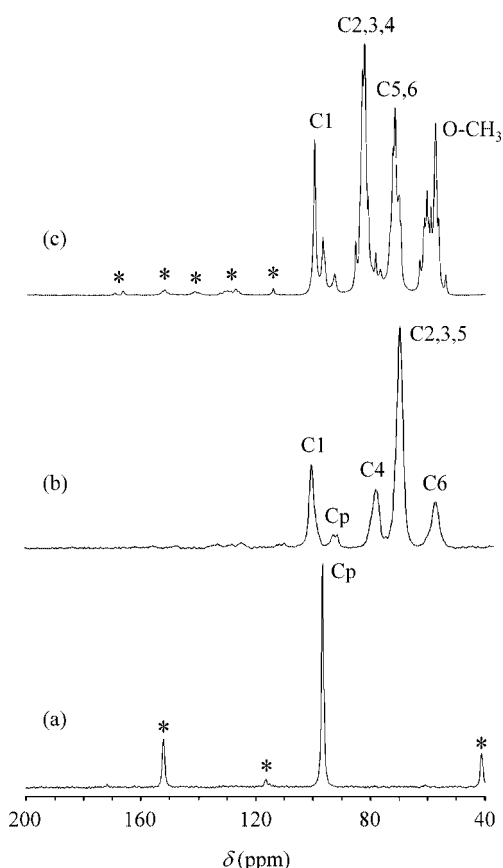 C2,3,4
C5,6
C1
O-CH₃
(c)
* * * * *
C2,3,5
C1
C4
C6
(b)
Cp
Cp
(a)
* * *
200 160 120 80 40
δ (ppm)